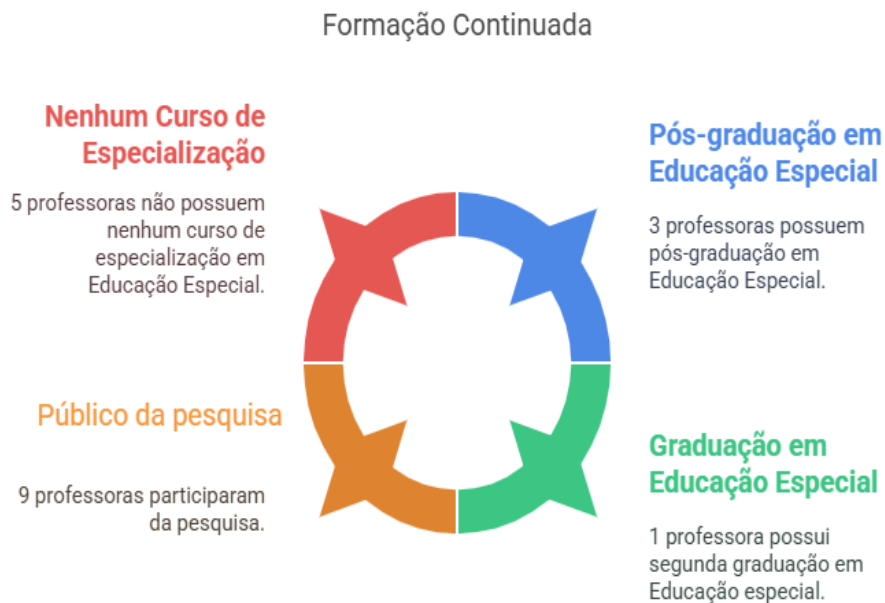 Formação Continuada
Nenhum Curso de
Especialização
5 professoras não possuem
nenhum curso de
especialização em
Educação Especial.
Pós-graduação em
Educação Especial
3 professoras possuem
pós-graduação em
Educação Especial.
Público da pesquisa
9 professoras participaram
da pesquisa.
Graduação em
Educação Especial
1 professora possui
segunda graduação em
Educação especial.